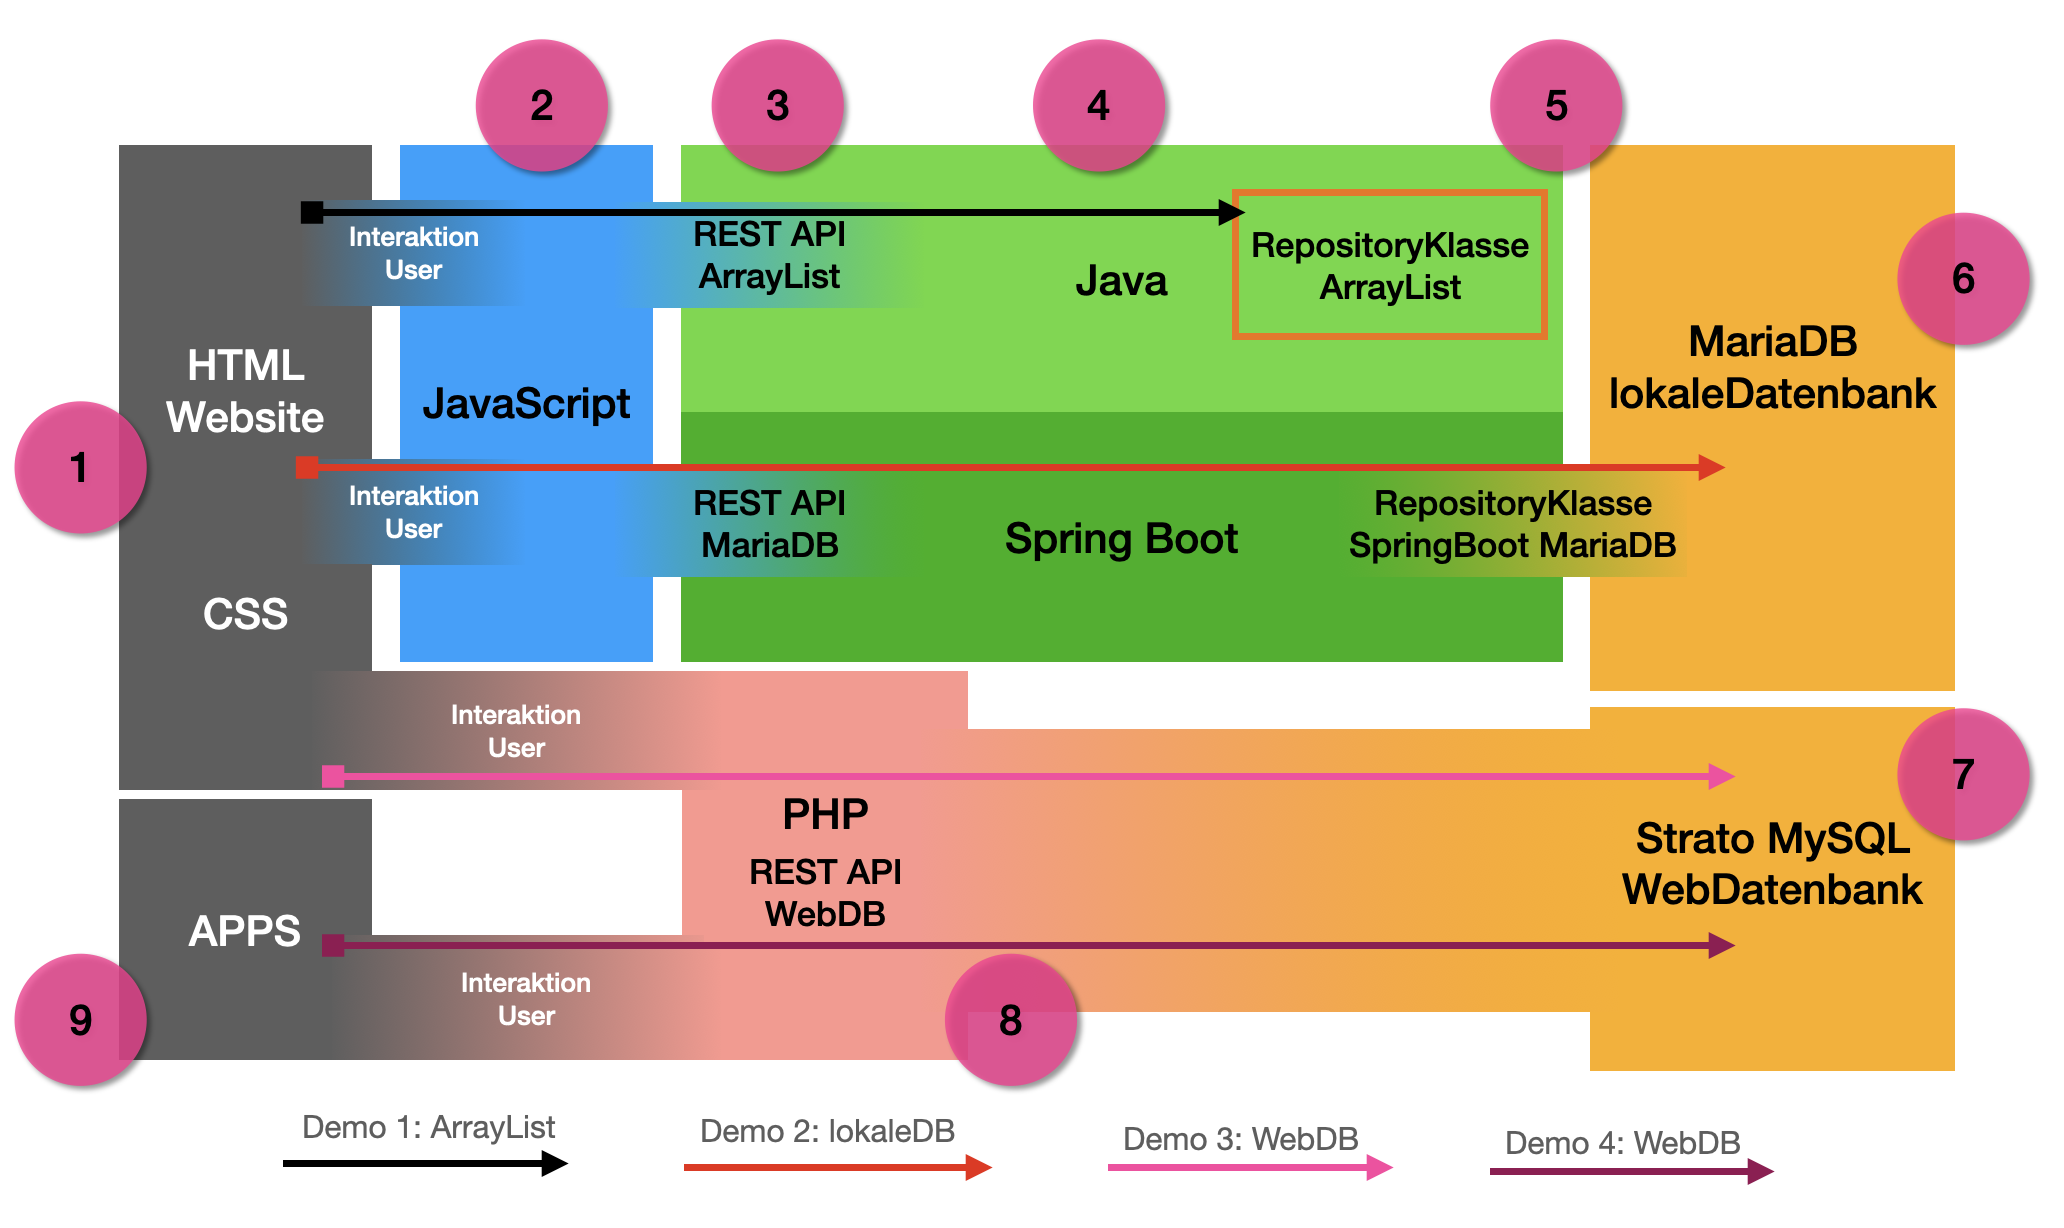 2
3
4
5
Interaktion
User
REST API
ArrayList
Java
RepositoryKlasse
ArrayList
6
HTML
Website
JavaScript
MariaDB
lokaleDatenbank
1
Interaktion
User
REST API
MariaDB
Spring Boot
RepositoryKlasse
SpringBoot MariaDB
CSS
Interaktion
User
7
PHP
REST API
WebDB
Strato MySQL
WebDatenbank
APPS
Interaktion
User
9
8
Demo 1: ArrayList
Demo 2: lokaleDB
Demo 3: WebDB
Demo 4: WebDB